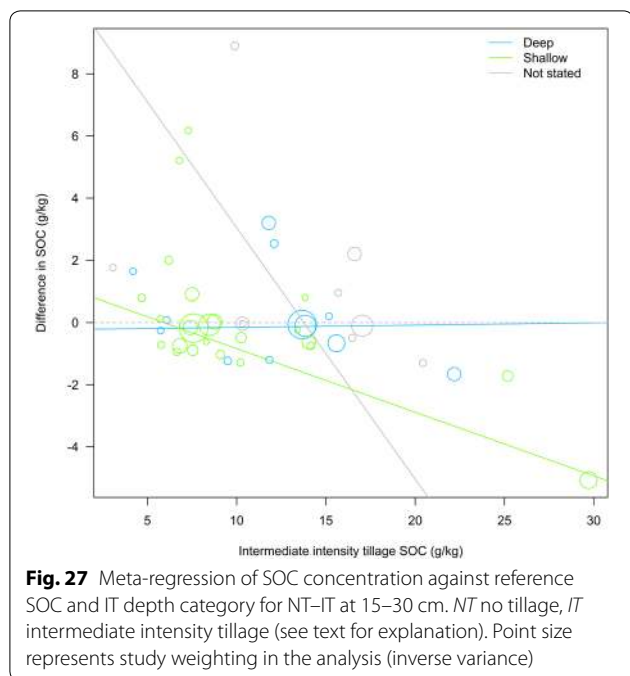 Deep
Shallow
Not stated
8
6
4
2
0
-2
-4
Difference in SOC (g/kg)
5 10 15 20 25 30
Intermediate intensity tillage SOC (g/kg)
Fig. 27 Meta-regression of SOC concentration against reference
SOC and IT depth category for NT–IT at 15–30 cm. NT no tillage, IT
intermediate intensity tillage (see text for explanation). Point size
represents study weighting in the analysis (inverse variance)